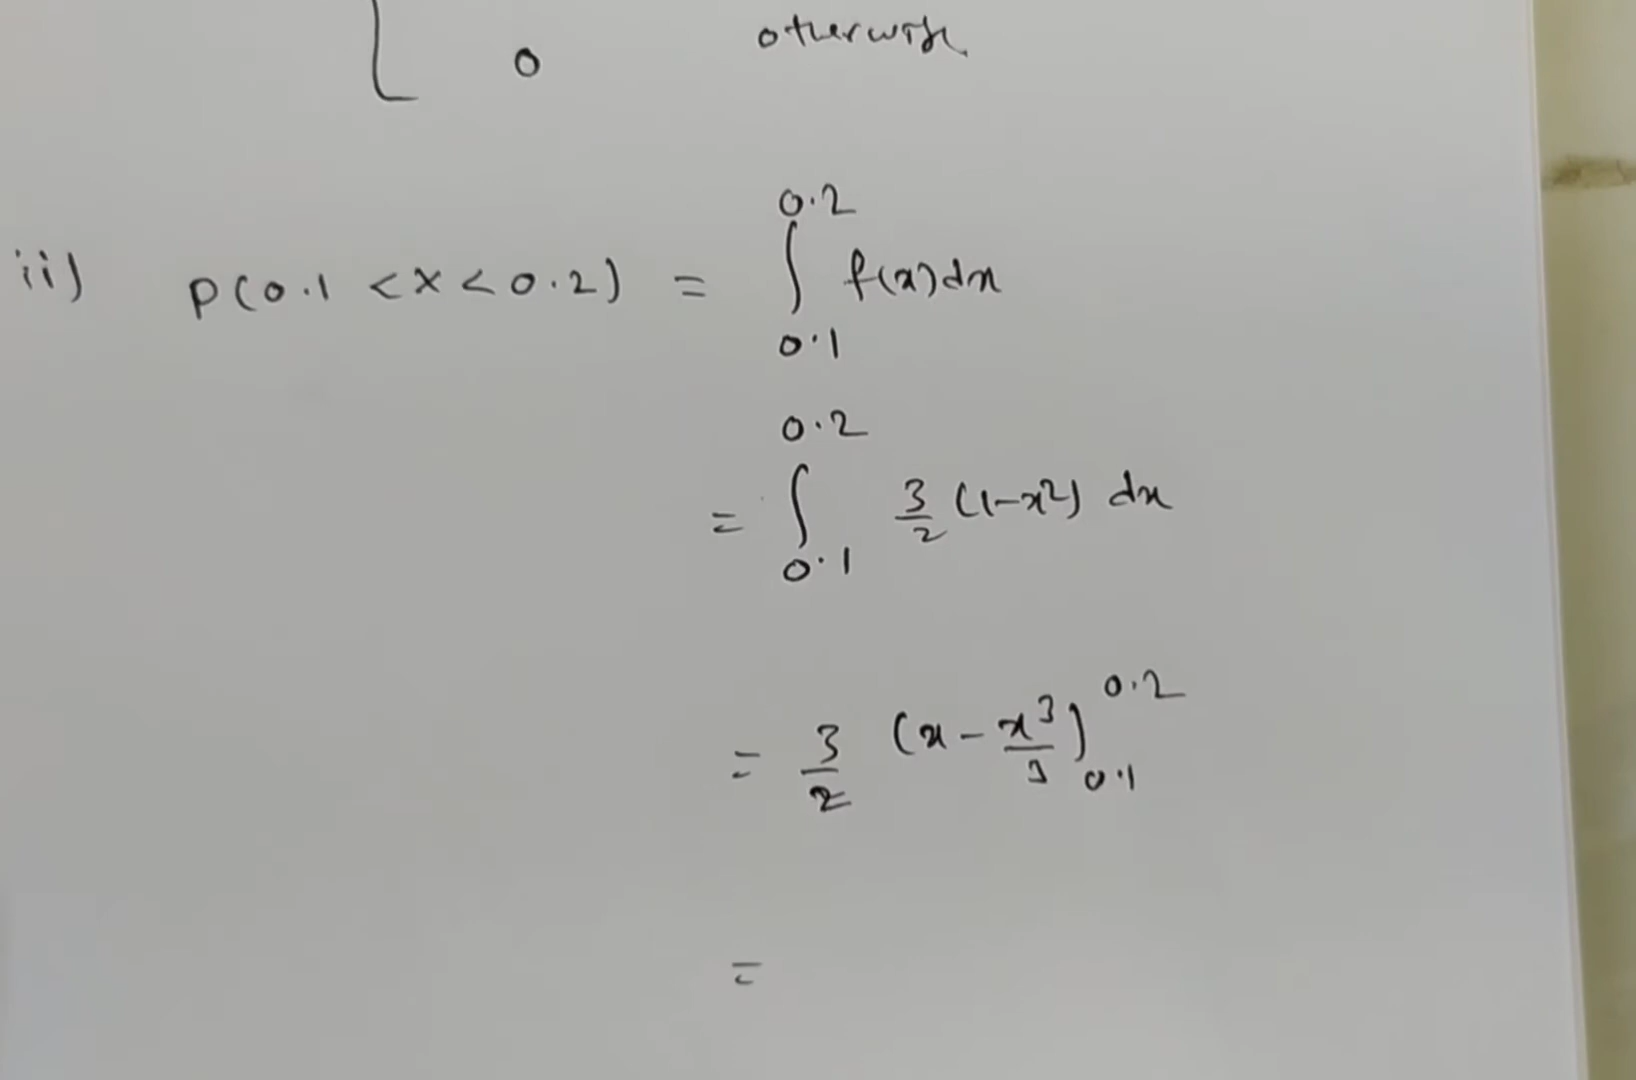 0 otherwise
ii) P(0.1 < X < 0.2) = ∫_{0.1}^{0.2} f(x) dx
= ∫_{0.1}^{0.2} 3/2 (1-x²) dx
= 3/2 (x - x³/3)_{0.1}^{0.2}
=